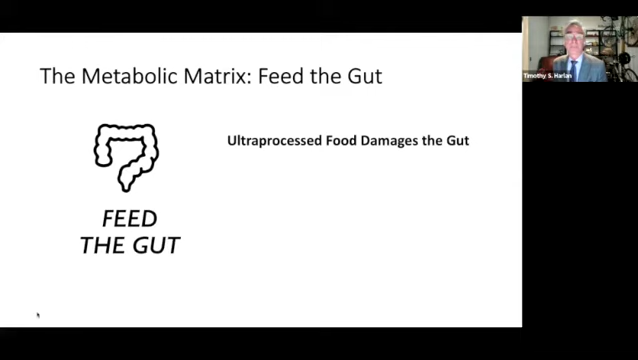 The Metabolic Matrix: Feed the Gut
Ultraprocessed Food Damages the Gut
FEED
THE GUT
Timothy S. Harlan